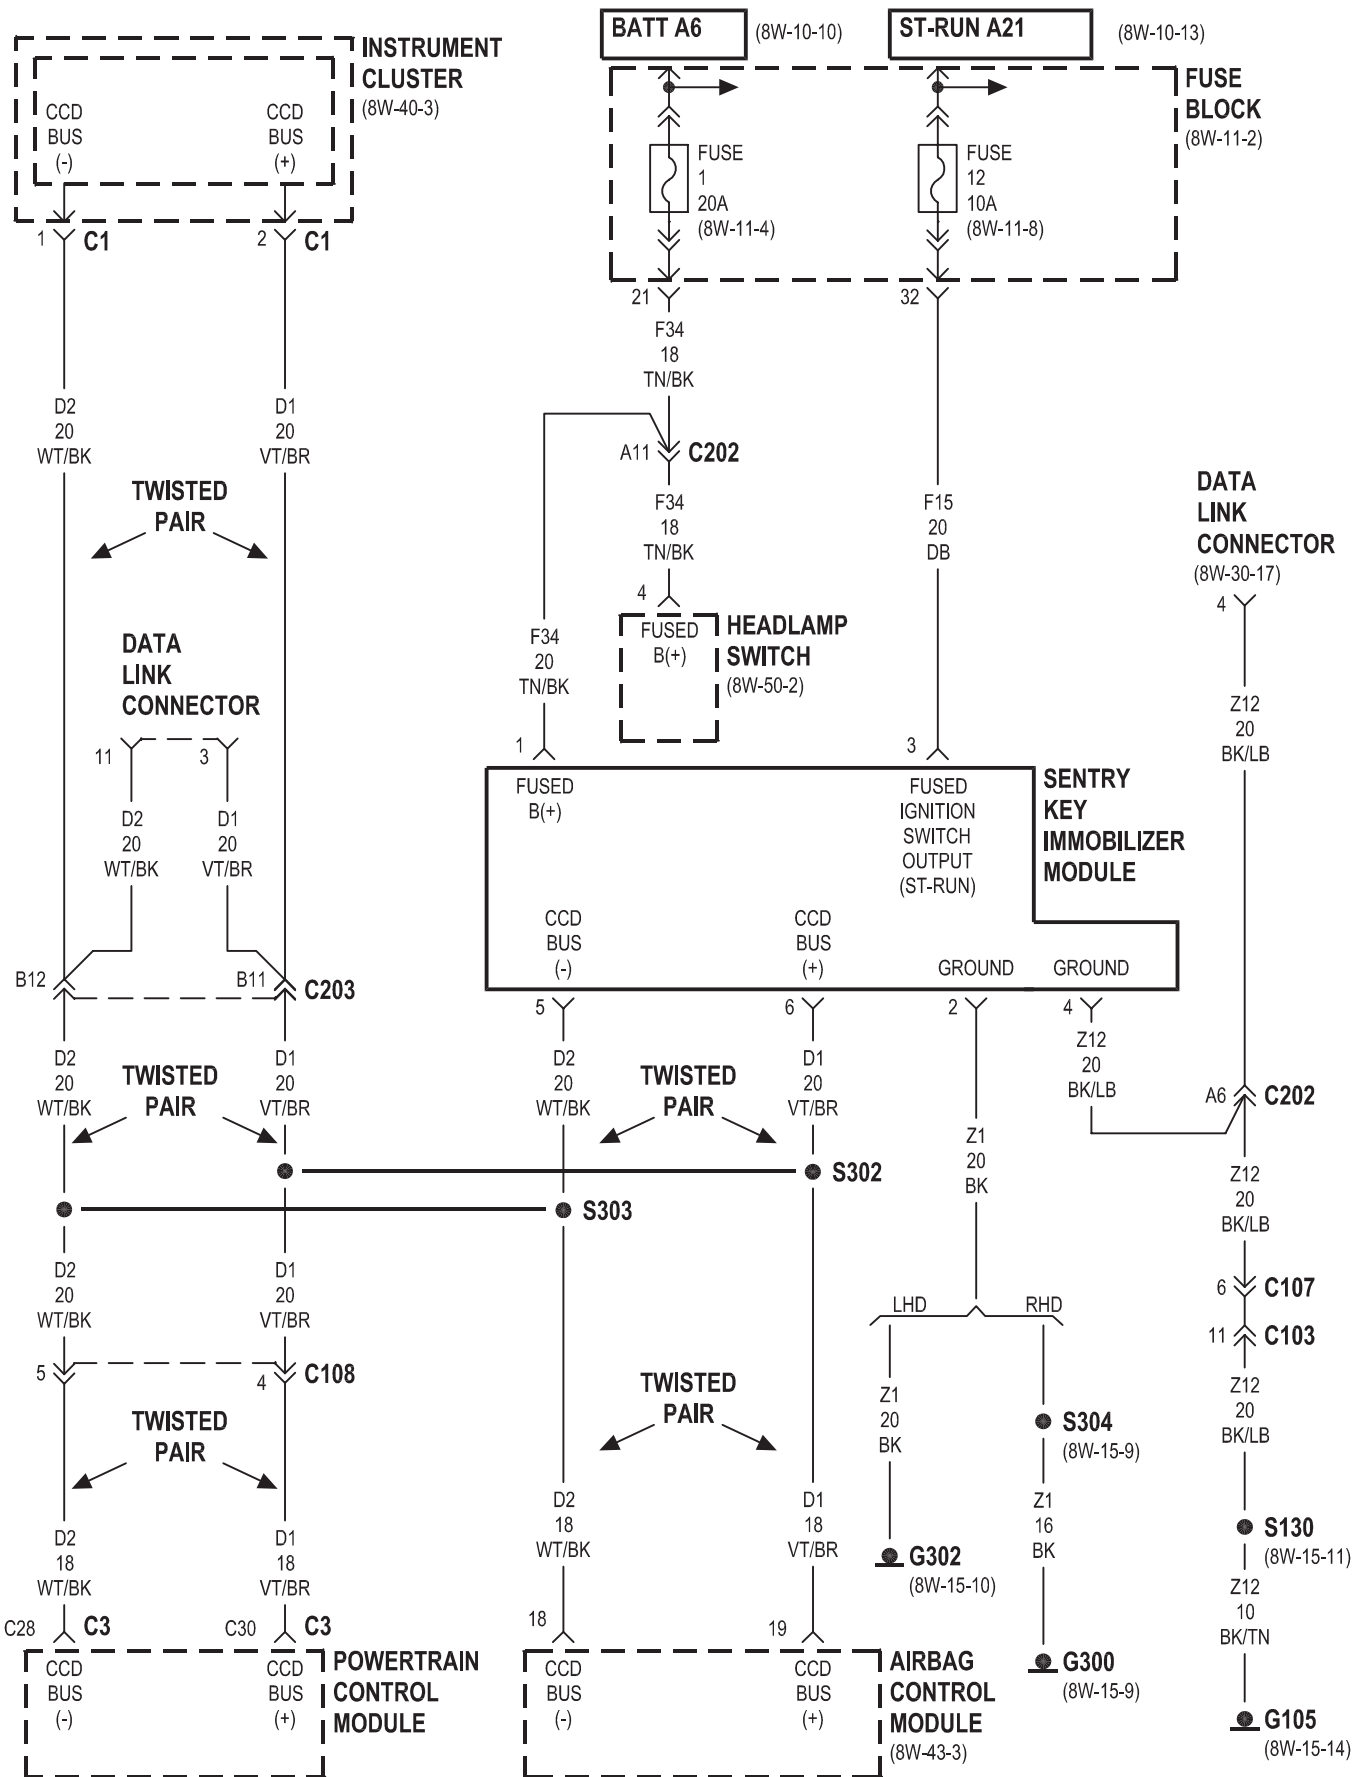 BATT A6
(8W-10-10)
ST-RUN A21
(8W-10-13)
INSTRUMENT
CLUSTER
(8W-40-3)
CCD
BUS
(-)
CCD
BUS
(+)
1
C1
2
C1
FUSE
BLOCK
(8W-11-2)
FUSE
1
20A
(8W-11-4)
FUSE
12
10A
(8W-11-8)
21
32
F34
18
TN/BK
D2
20
WT/BK
D1
20
VT/BR
A11
C202
TWISTED
PAIR
F34
18
TN/BK
F15
20
DB
DATA
LINK
CONNECTOR
(8W-30-17)
4
4
FUSED
B(+)
HEADLAMP
SWITCH
(8W-50-2)
F34
20
TN/BK
DATA
LINK
CONNECTOR
11
3
Z12
20
BK/LB
1
3
D2
20
WT/BK
D1
20
VT/BR
FUSED
B(+)
FUSED
IGNITION
SWITCH
OUTPUT
(ST-RUN)
SENTRY
KEY
IMMOBILIZER
MODULE
CCD
BUS
(-)
CCD
BUS
(+)
GROUND
GROUND
B12
B11
C203
5
6
2
4
D2
20
WT/BK
TWISTED
PAIR
D1
20
VT/BR
D2
20
WT/BK
TWISTED
PAIR
D1
20
VT/BR
Z12
20
BK/LB
A6
C202
Z1
20
BK
S302
S303
Z12
20
BK/LB
D2
20
WT/BK
D1
20
VT/BR
LHD
RHD
6
C107
11
C103
5
4
C108
TWISTED
PAIR
TWISTED
PAIR
Z1
20
BK
S304
(8W-15-9)
Z12
20
BK/LB
D2
18
WT/BK
D1
18
VT/BR
D2
18
WT/BK
D1
18
VT/BR
Z1
16
BK
S130
(8W-15-11)
G302
(8W-15-10)
Z12
10
BK/TN
C28
C3
C30
C3
18
19
CCD
BUS
(-)
CCD
BUS
(+)
POWERTRAIN
CONTROL
MODULE
CCD
BUS
(-)
CCD
BUS
(+)
AIRBAG
CONTROL
MODULE
(8W-43-3)
G300
(8W-15-9)
G105
(8W-15-14)